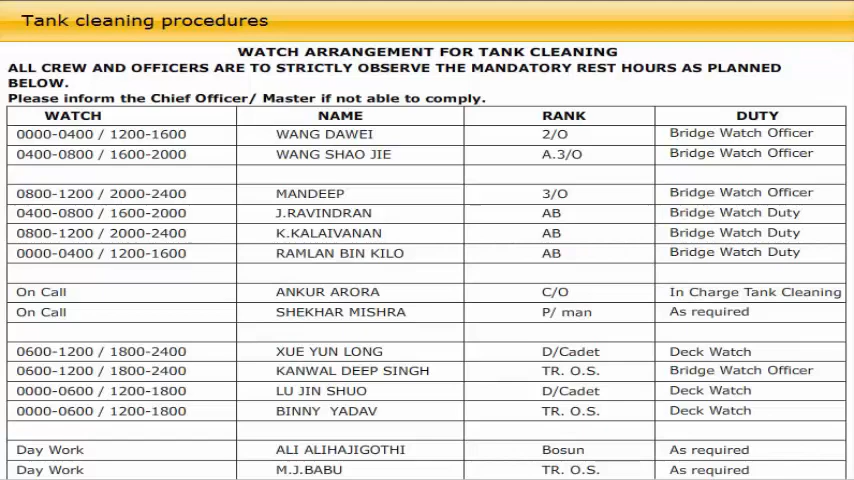 Tank cleaning procedures
WATCH ARRANGEMENT FOR TANK CLEANING
ALL CREW AND OFFICERS ARE TO STRICTLY OBSERVE THE MANDATORY REST HOURS AS PLANNED
BELOW.
Please inform the Chief Officer/ Master if not able to comply.
WATCH NAME RANK DUTY
0000-0400 / 1200-1600 WANG DAWEI 2/O Bridge Watch Officer
0400-0800 / 1600-2000 WANG SHAO JIE A.3/O Bridge Watch Officer
0800-1200 / 2000-2400 MANDEEP 3/O Bridge Watch Officer
0400-0800 / 1600-2000 J.RAVINDRAN AB Bridge Watch Duty
0800-1200 / 2000-2400 K.KALAIVANAN AB Bridge Watch Duty
0000-0400 / 1200-1600 RAMLAN BIN KILO AB Bridge Watch Duty
On Call ANKUR ARORA C/O In Charge Tank Cleaning
On Call SHEKHAR MISHRA P/ man As required
0600-1200 / 1800-2400 XUE YUN LONG D/Cadet Deck Watch
0600-1200 / 1800-2400 KANWAL DEEP SINGH TR. O.S. Bridge Watch Officer
0000-0600 / 1200-1800 LU JIN SHUO D/Cadet Deck Watch
0000-0600 / 1200-1800 BINNY YADAV TR. O.S. Deck Watch
Day Work ALI ALIHAJIGOTHI Bosun As required
Day Work M.J.BABU TR. O.S. As required